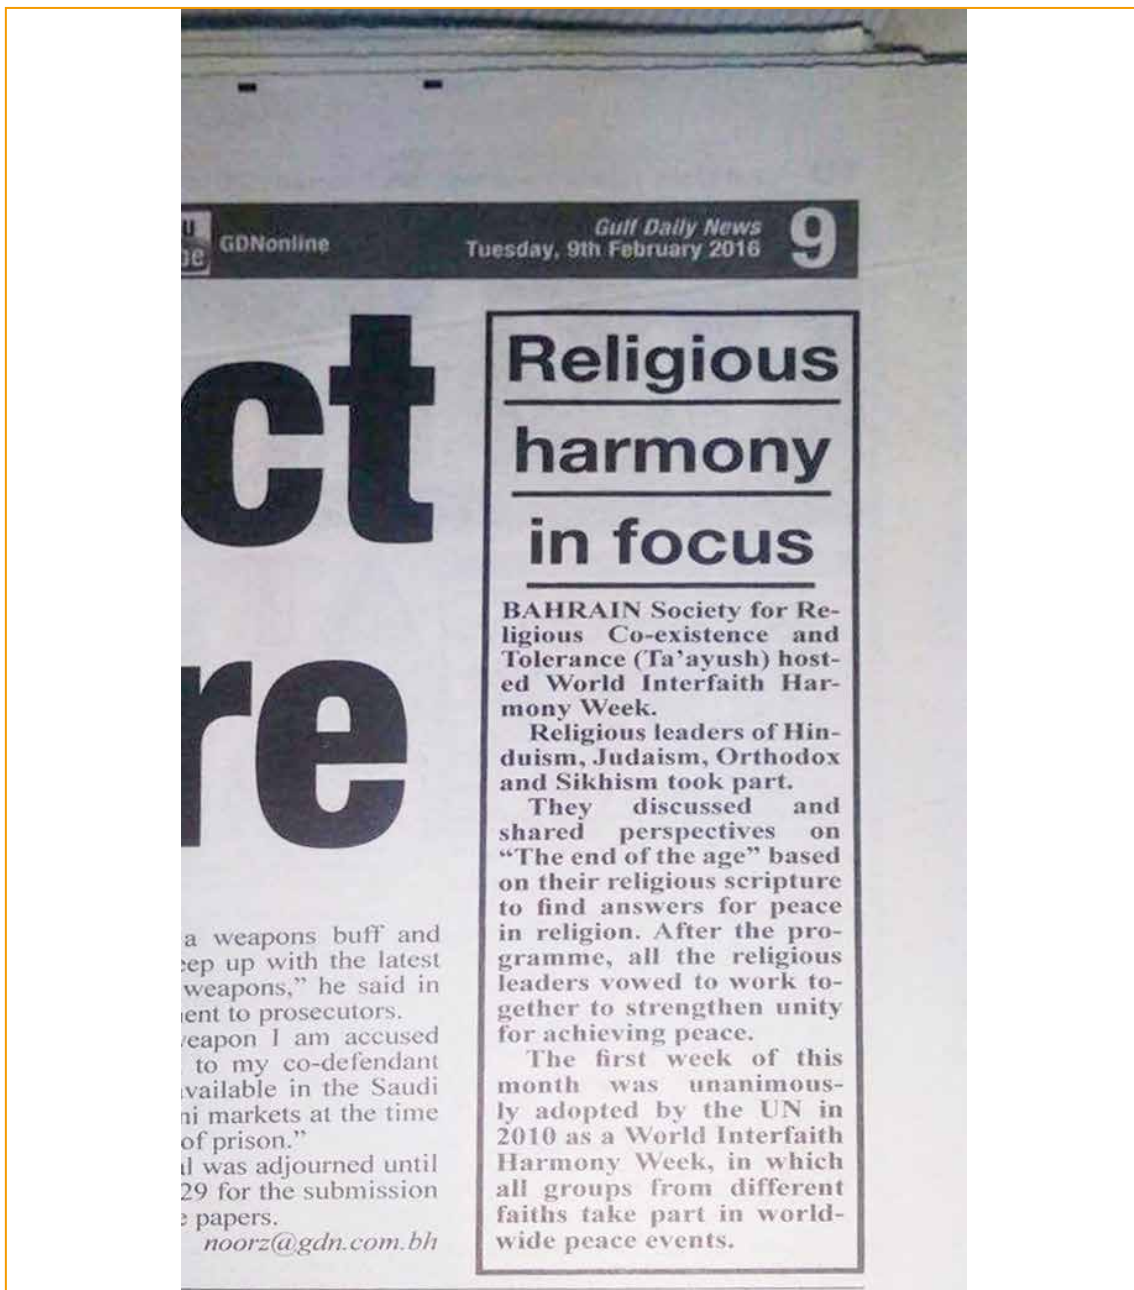 GDNonline
Gulf Daily News
Tuesday, 9th February 2016
9
ct
re
a weapons buff and
eep up with the latest
weapons,” he said in
ent to prosecutors.
eapon I am accused
to my co-defendant
vailable in the Saudi
ni markets at the time
of prison.”
al was adjourned until
29 for the submission
e papers.
noorz@gdn.com.bh
Religious
harmony
in focus
BAHRAIN Society for Re-
ligious Co-existence and
Tolerance (Ta’ayush) host-
ed World Interfaith Har-
mony Week.
Religious leaders of Hin-
duism, Judaism, Orthodox
and Sikhism took part.
They discussed and
shared perspectives on
“The end of the age” based
on their religious scripture
to find answers for peace
in religion. After the pro-
gramme, all the religious
leaders vowed to work to-
gether to strengthen unity
for achieving peace.
The first week of this
month was unanimous-
ly adopted by the UN in
2010 as a World Interfaith
Harmony Week, in which
all groups from different
faiths take part in world-
wide peace events.